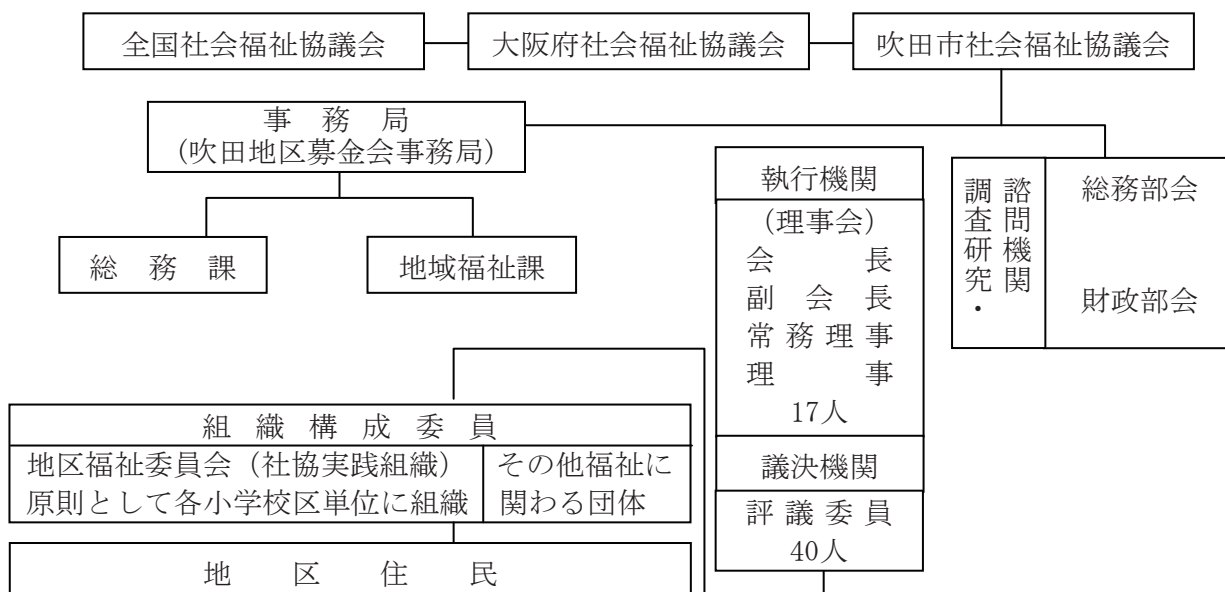 全国社会福祉協議会
大阪府社会福祉協議会
吹田市社会福祉協議会
事務局
(吹田地区募金会事務局)
総務課
地域福祉課
執行機関
(理事会)
会長
副会長
常務理事
理事
17人
議決機関
評議委員
40人
諮問機関
調査研究・
総務部会
財政部会
組織構成委員
地区福祉委員会(社協実践組織)
原則として各小学校区単位に組織
その他福祉に
関わる団体
地区住民